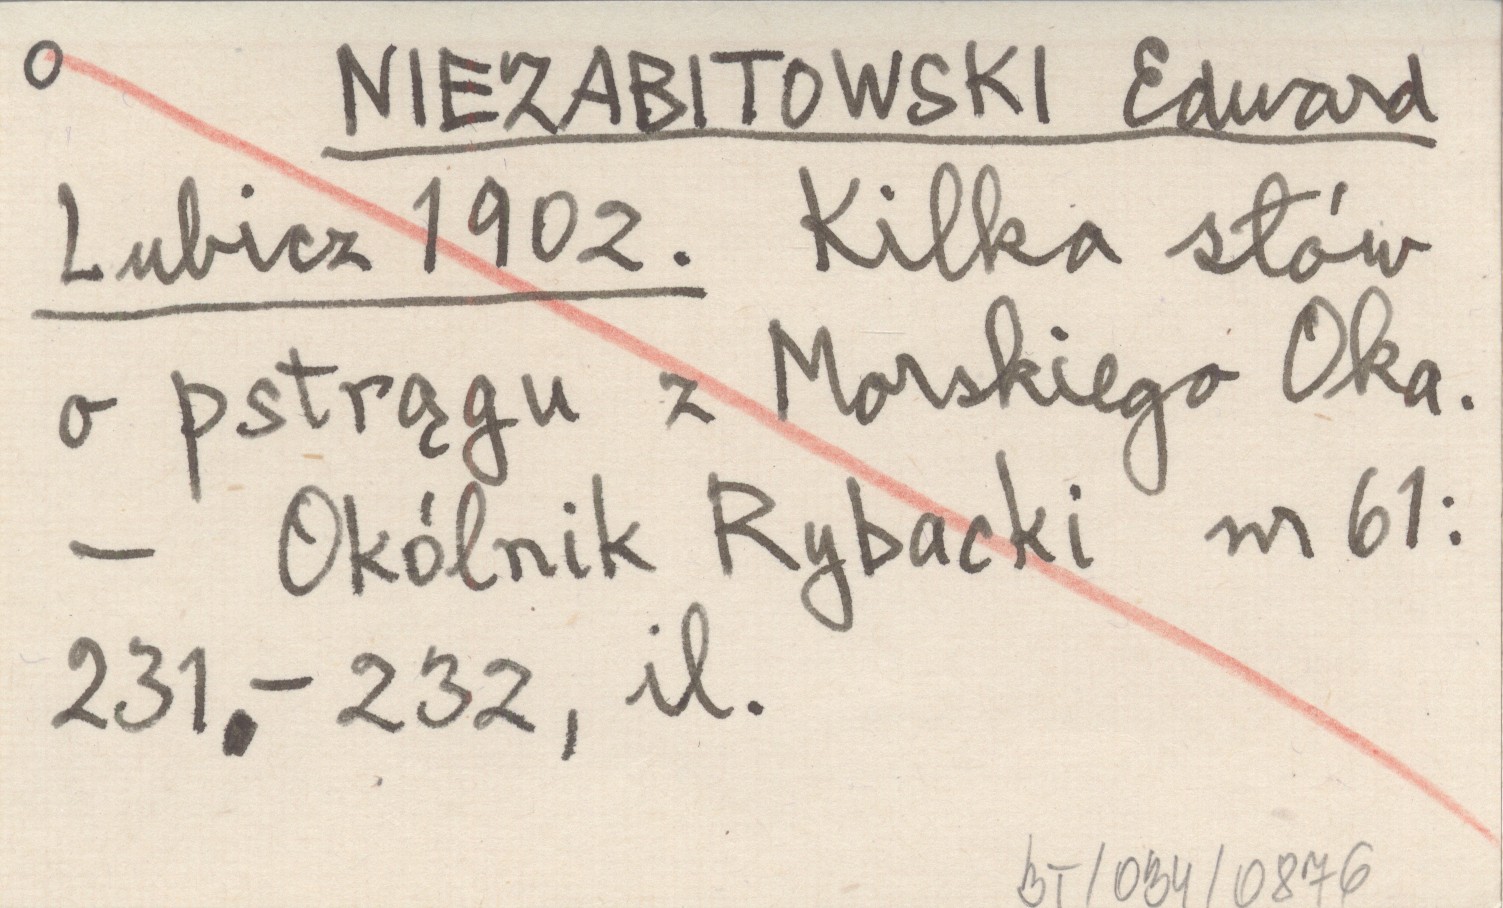 o NIEZABITOWSKI Edward
Lubicz 1902. Kilka słów
o pstrągu z Morskiego Oka.
– Okólnik Rybacki nr 61:
231,–232, il.
BT/034/0876